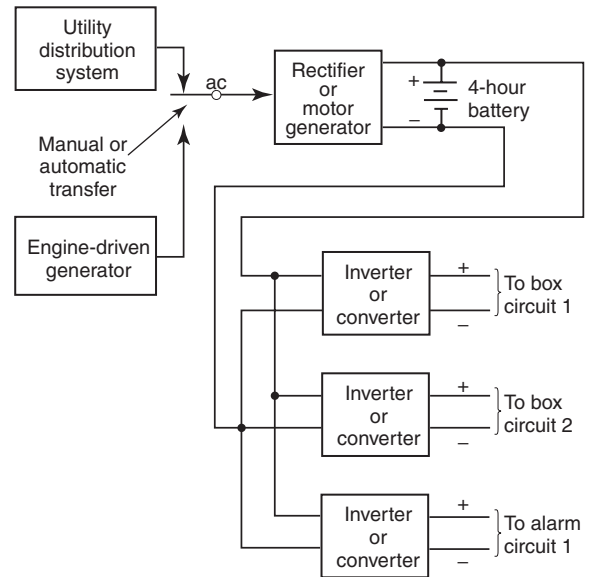 Utility
distribution
system
ac
Rectifier
or
motor
generator
+
−
4-hour
battery
Manual or
automatic
transfer
Engine-driven
generator
Inverter
or
converter
+
−
To box
circuit 1
Inverter
or
converter
+
−
To box
circuit 2
Inverter
or
converter
+
−
To alarm
circuit 1